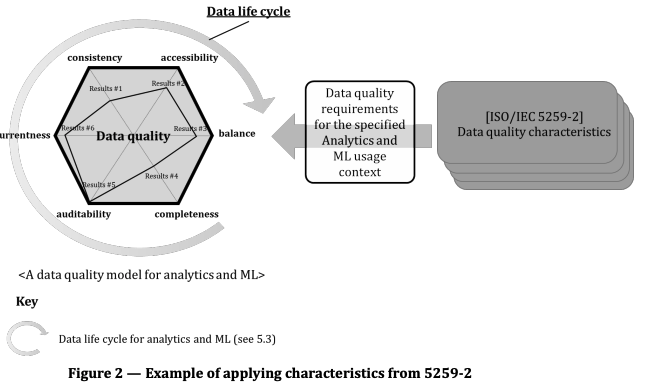 Data life cycle
consistency
accessibility
Results #1
Results #2
urrentness
Results #6
Data quality
Results #3
balance
Results #4
Results #5
auditability
completeness
Data quality
requirements
for the specified
Analytics and
ML usage
context
[ISO/IEC 5259-2]
Data quality characteristics
<A data quality model for analytics and ML>
Key
Data life cycle for analytics and ML (see 5.3)
Figure 2 — Example of applying characteristics from 5259-2